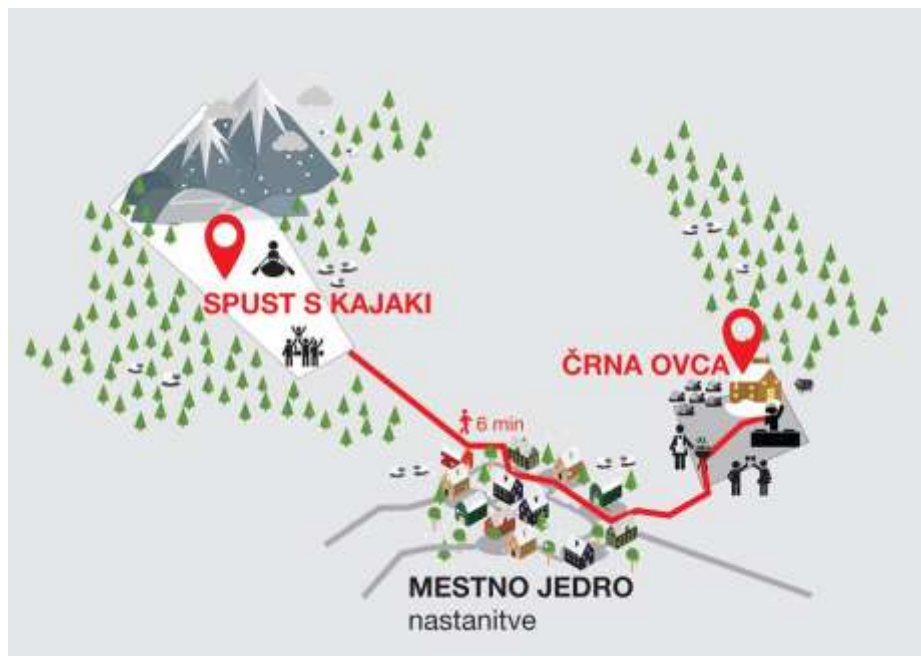 SPUST S KAJAKI
ČRNA OVCA
6 min
MESTNO JEDRO
nastanitve